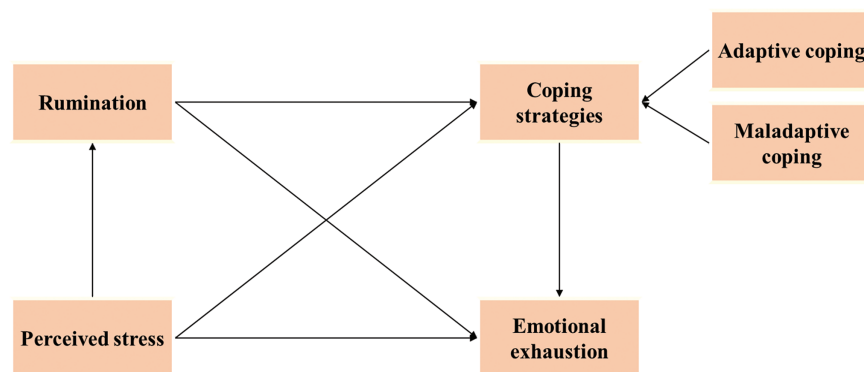 Adaptive coping
Rumination
Coping
strategies
Maladaptive
coping
Perceived stress
Emotional
exhaustion